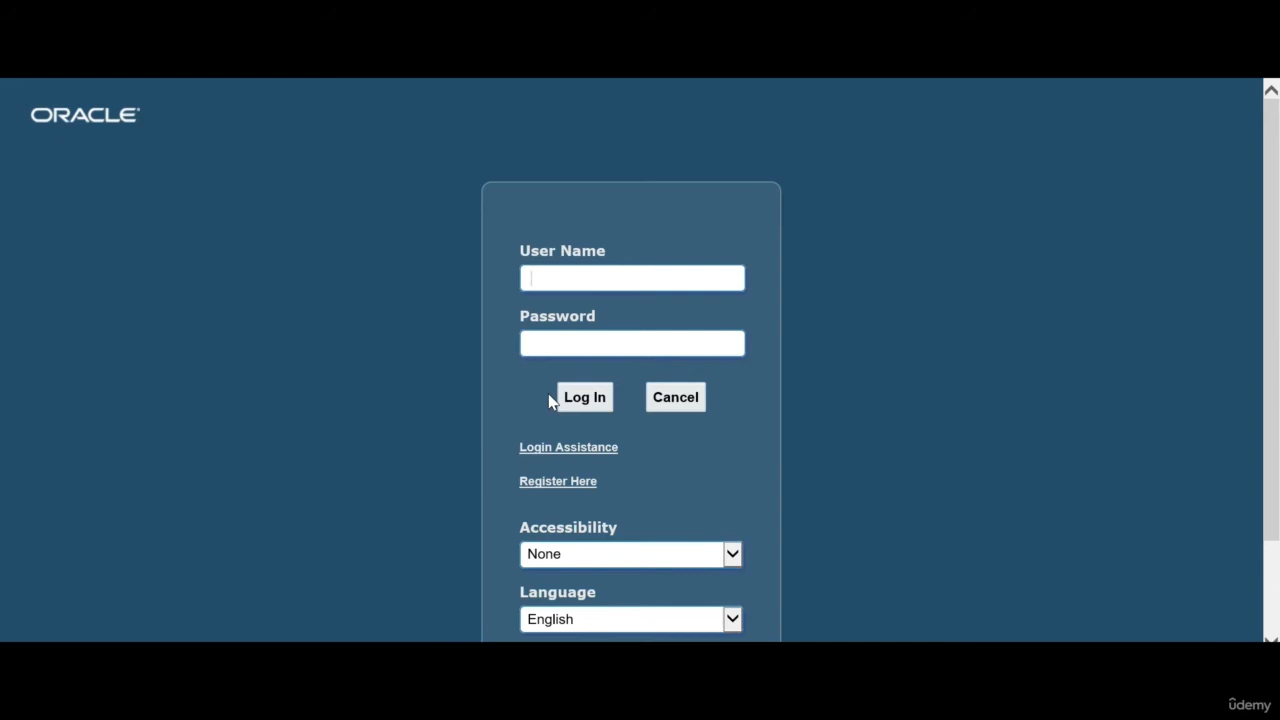 ORACLE
User Name
Password
Log In Cancel
Login Assistance
Register Here
Accessibility
None
Language
English
ûdemy